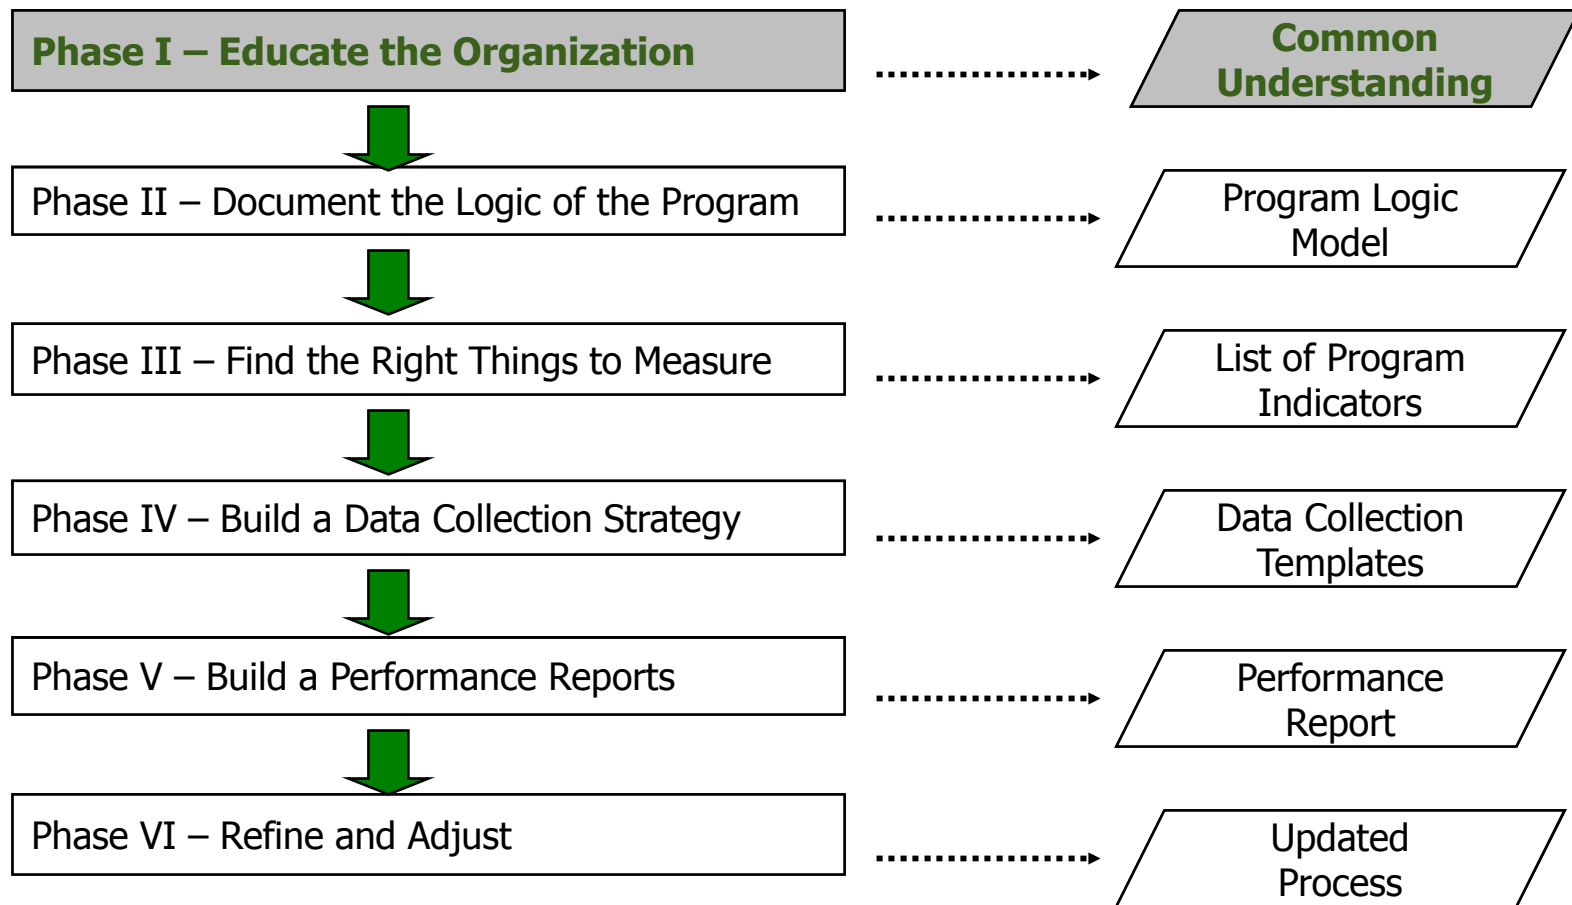 Phase I – Educate the Organization
Common
Understanding
Phase II – Document the Logic of the Program
Program Logic
Model
Phase III – Find the Right Things to Measure
List of Program
Indicators
Phase IV – Build a Data Collection Strategy
Data Collection
Templates
Phase V – Build a Performance Reports
Performance
Report
Phase VI – Refine and Adjust
Updated
Process